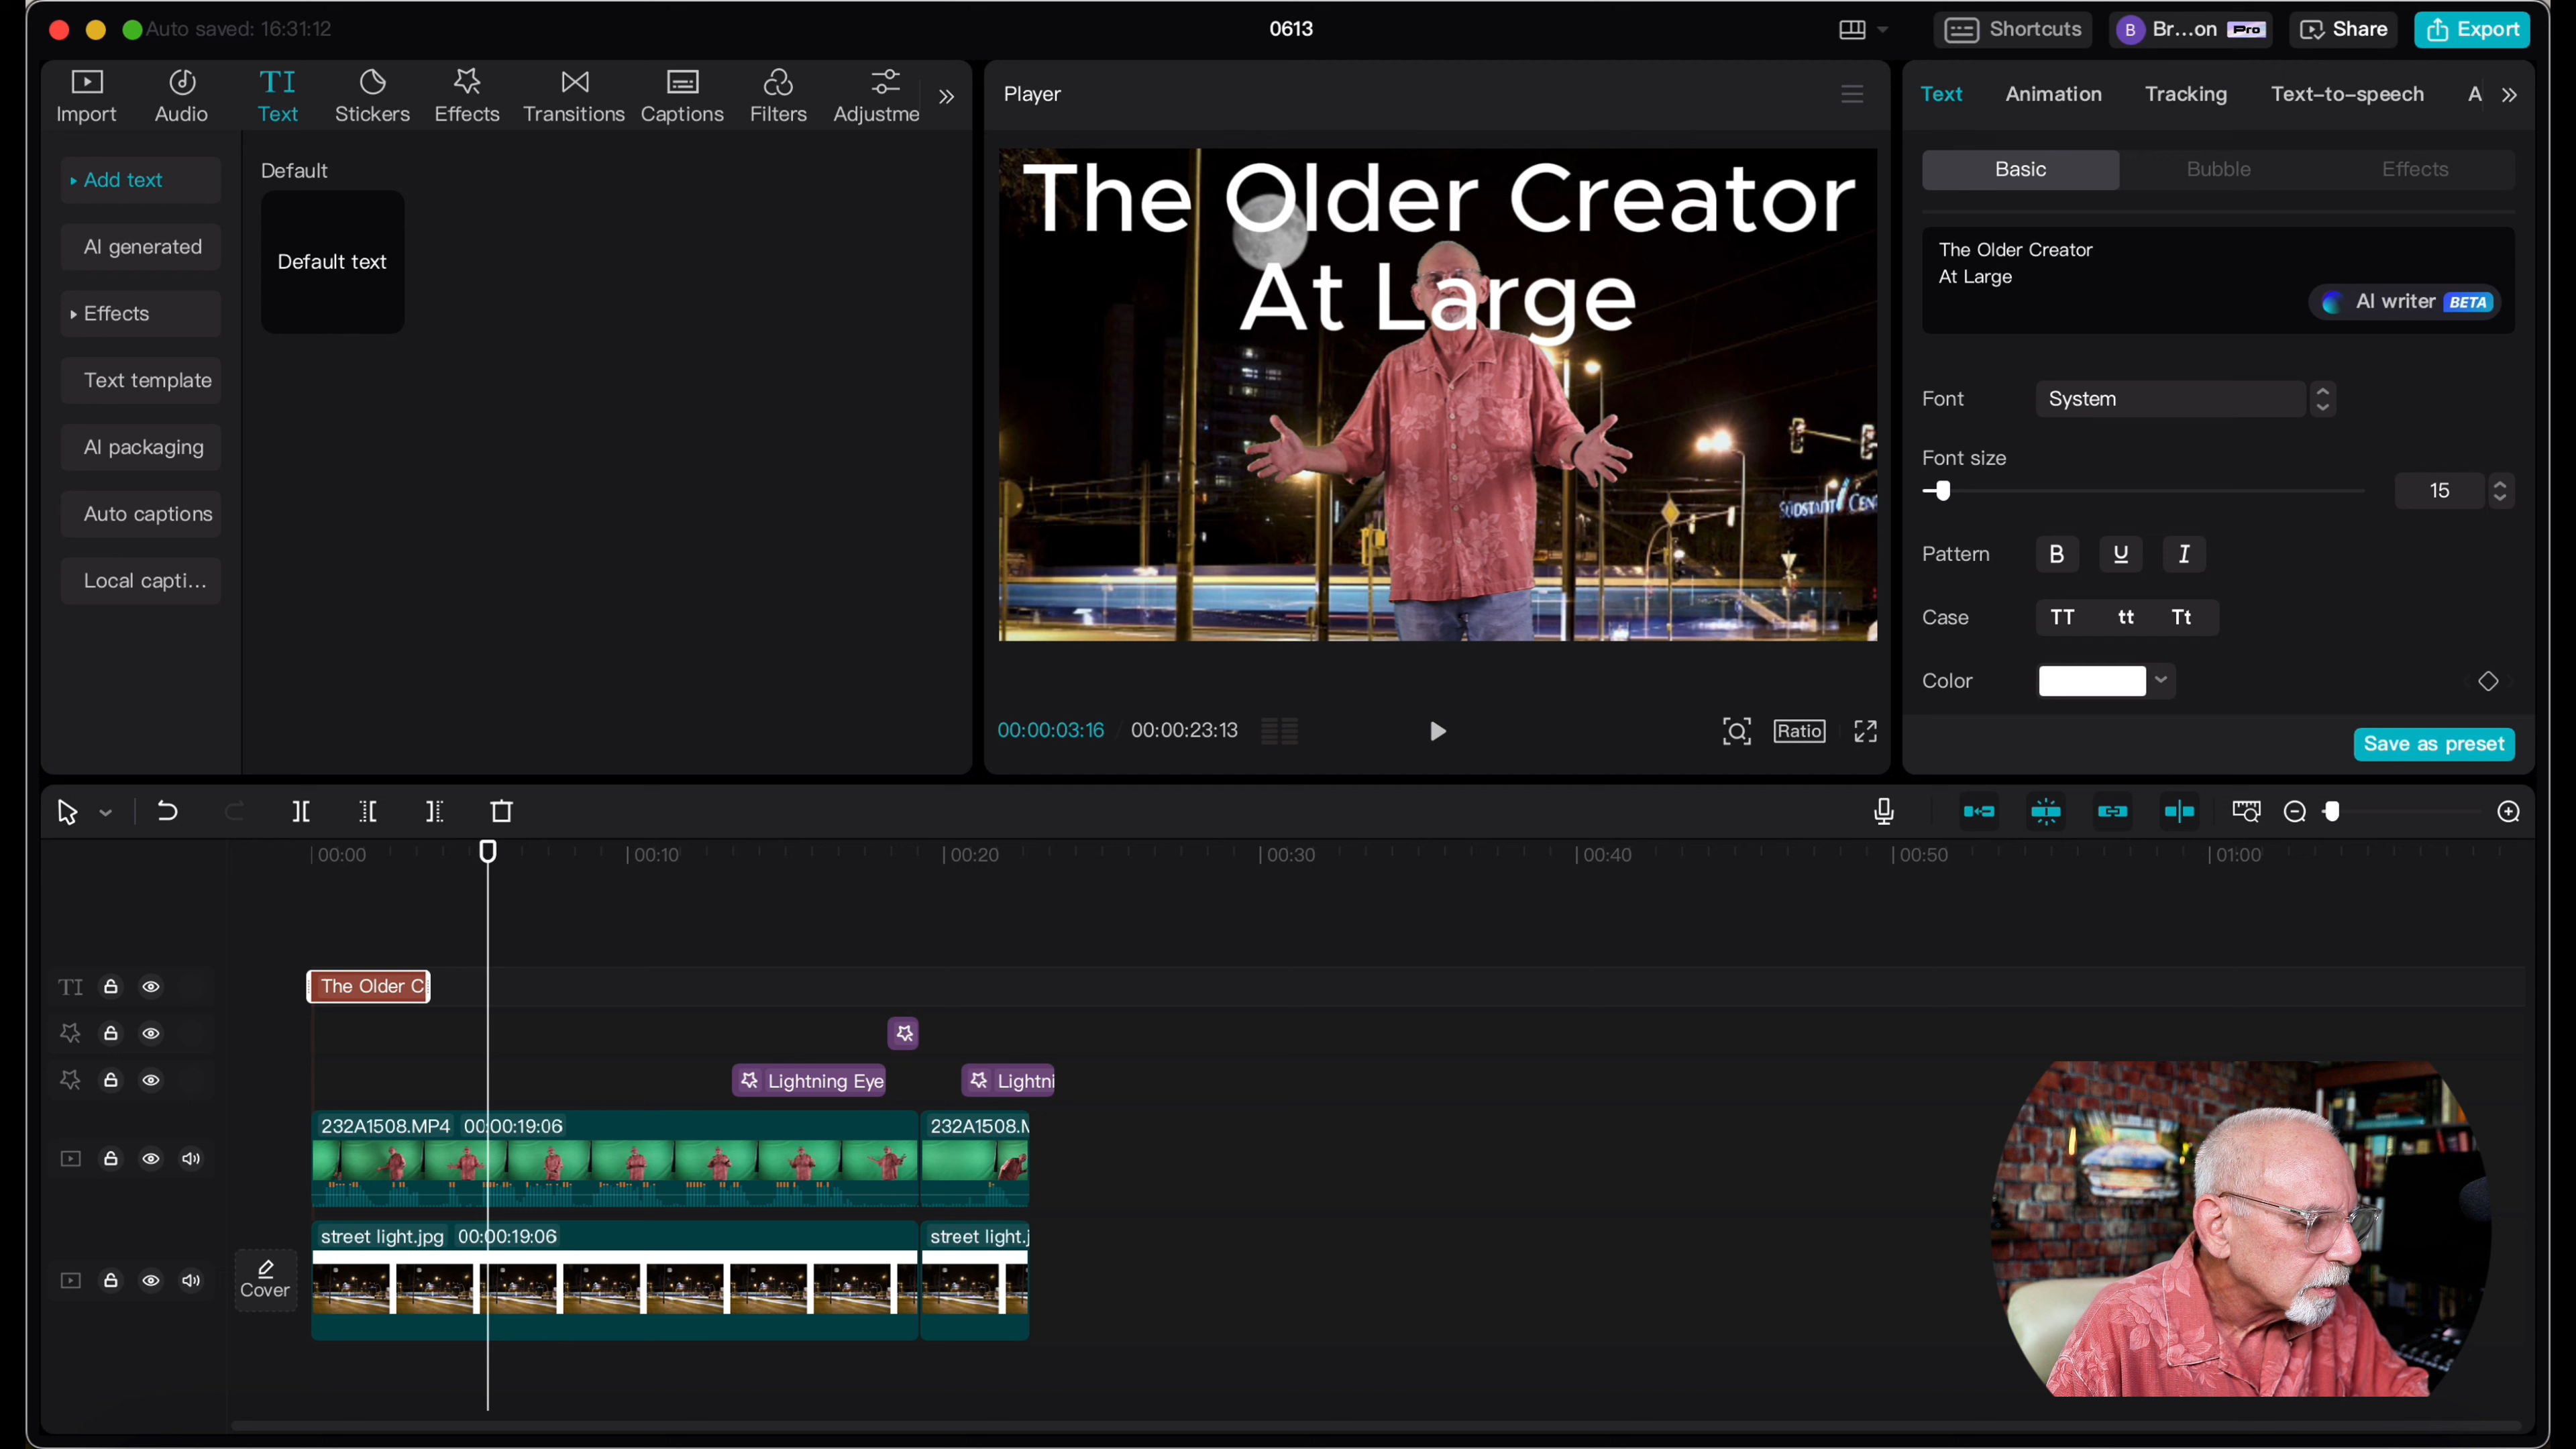 Auto saved: 16:31:12
0613
Shortcuts
B Br...on Pro
Share
Export
Import
Audio
TI
Text
Stickers
Effects
Transitions
Captions
Filters
Adjustme
Add text
AI generated
Effects
Text template
AI packaging
Auto captions
Local capti...
Default
Default text
Player
The Older Creator
At Large
SÜDSTADT CEN
00:00:03:16 / 00:00:23:13
Ratio
Text
Animation
Tracking
Text-to-speech
A
Basic
Bubble
Effects
The Older Creator
At Large
AI writer BETA
Font
System
Font size
15
Pattern
B U I
Case
TT tt Tt
Color
Save as preset
00:00
00:10
00:20
00:30
00:40
00:50
01:00
TI
The Older C
Lightning Eye
Lightni
232A1508.MP4 00:00:19:06
232A1508.M
street light.jpg 00:00:19:06
street light.j
Cover